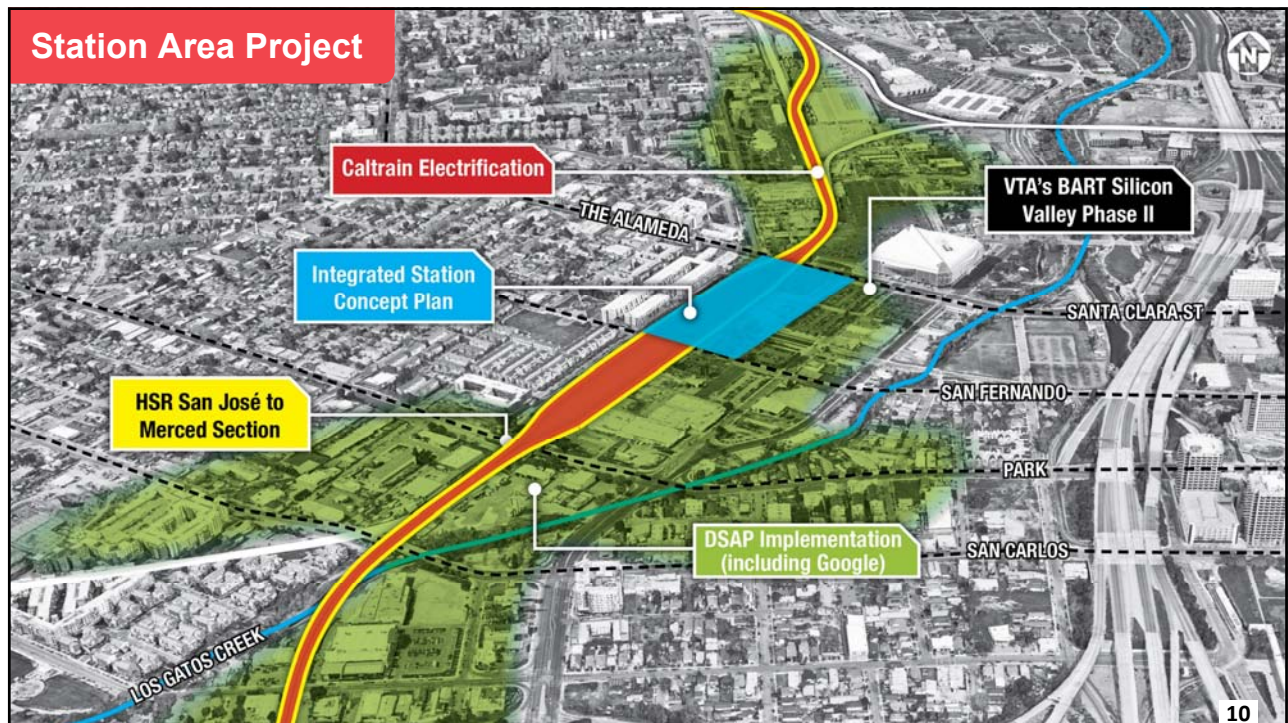 Station Area Project
N
Caltrain Electrification
VTA's BART Silicon
Valley Phase II
THE ALAMEDA
Integrated Station
Concept Plan
SANTA CLARA ST
SAN FERNANDO
HSR San José to
Merced Section
PARK
DSAP Implementation
(including Google)
SAN CARLOS
LOS GATOS CREEK
10